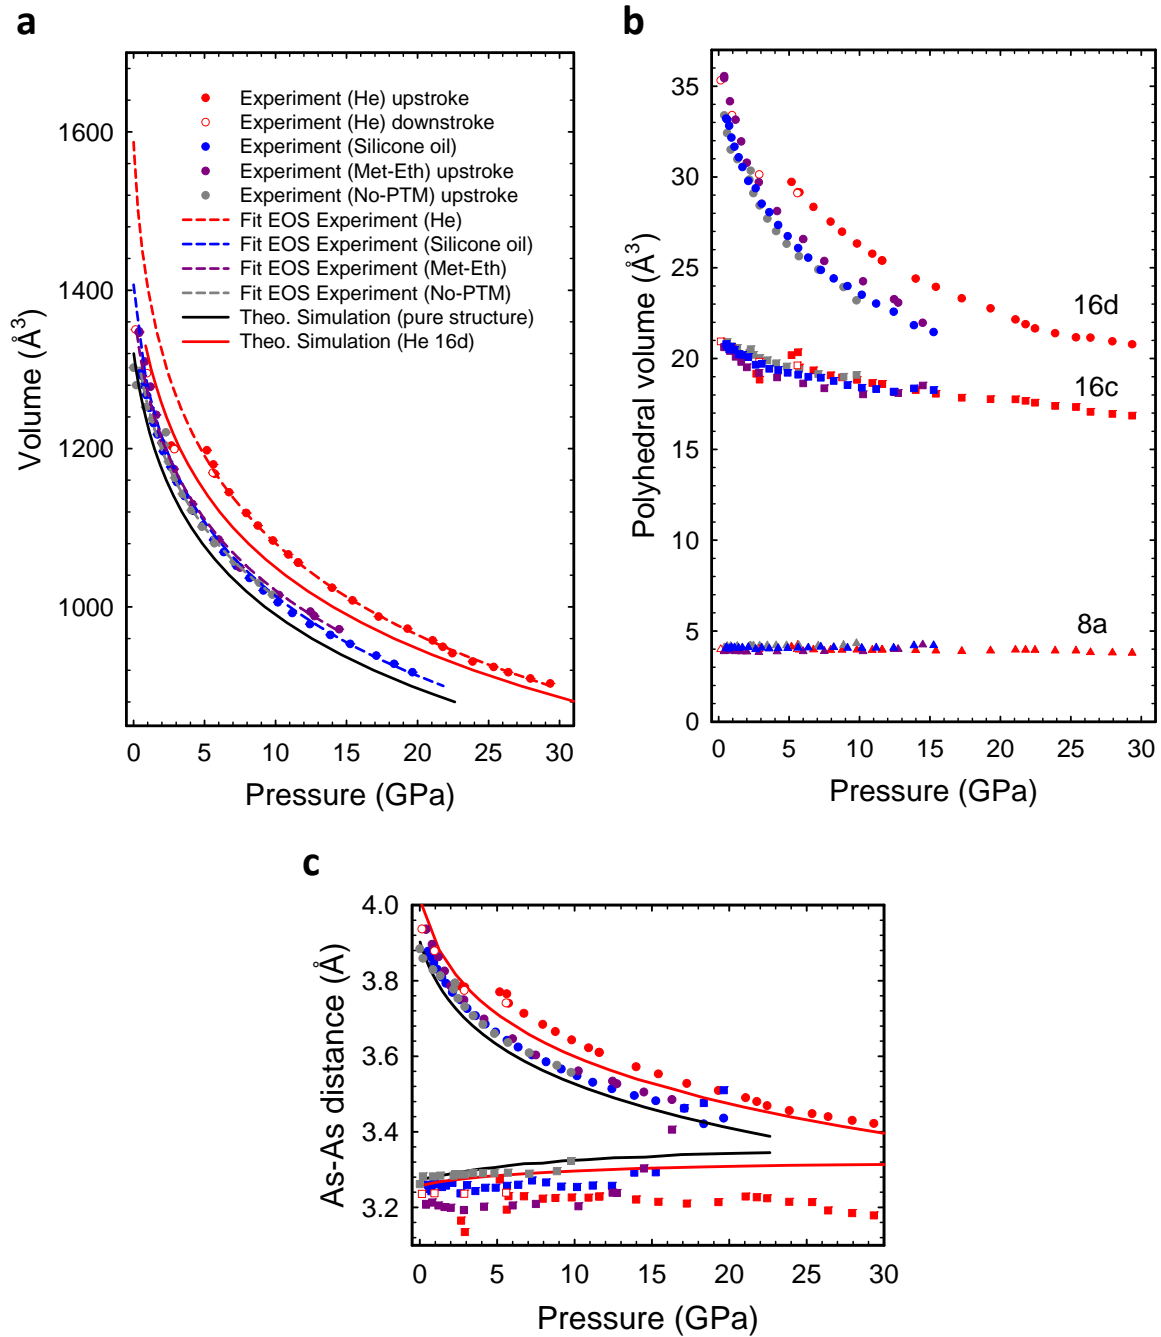 a
Volume (Å³)
1600
1400
1200
1000
Experiment (He) upstroke
Experiment (He) downstroke
Experiment (Silicone oil)
Experiment (Met-Eth) upstroke
Experiment (No-PTM) upstroke
Fit EOS Experiment (He)
Fit EOS Experiment (Silicone oil)
Fit EOS Experiment (Met-Eth)
Fit EOS Experiment (No-PTM)
Theo. Simulation (pure structure)
Theo. Simulation (He 16d)
0 5 10 15 20 25 30
Pressure (GPa)
b
Polyhedral volume (Å³)
35
30
25
20
15
10
5
0
16d
16c
8a
0 5 10 15 20 25 30
Pressure (GPa)
c
As-As distance (Å)
4.0
3.8
3.6
3.4
3.2
0 5 10 15 20 25 30
Pressure (GPa)